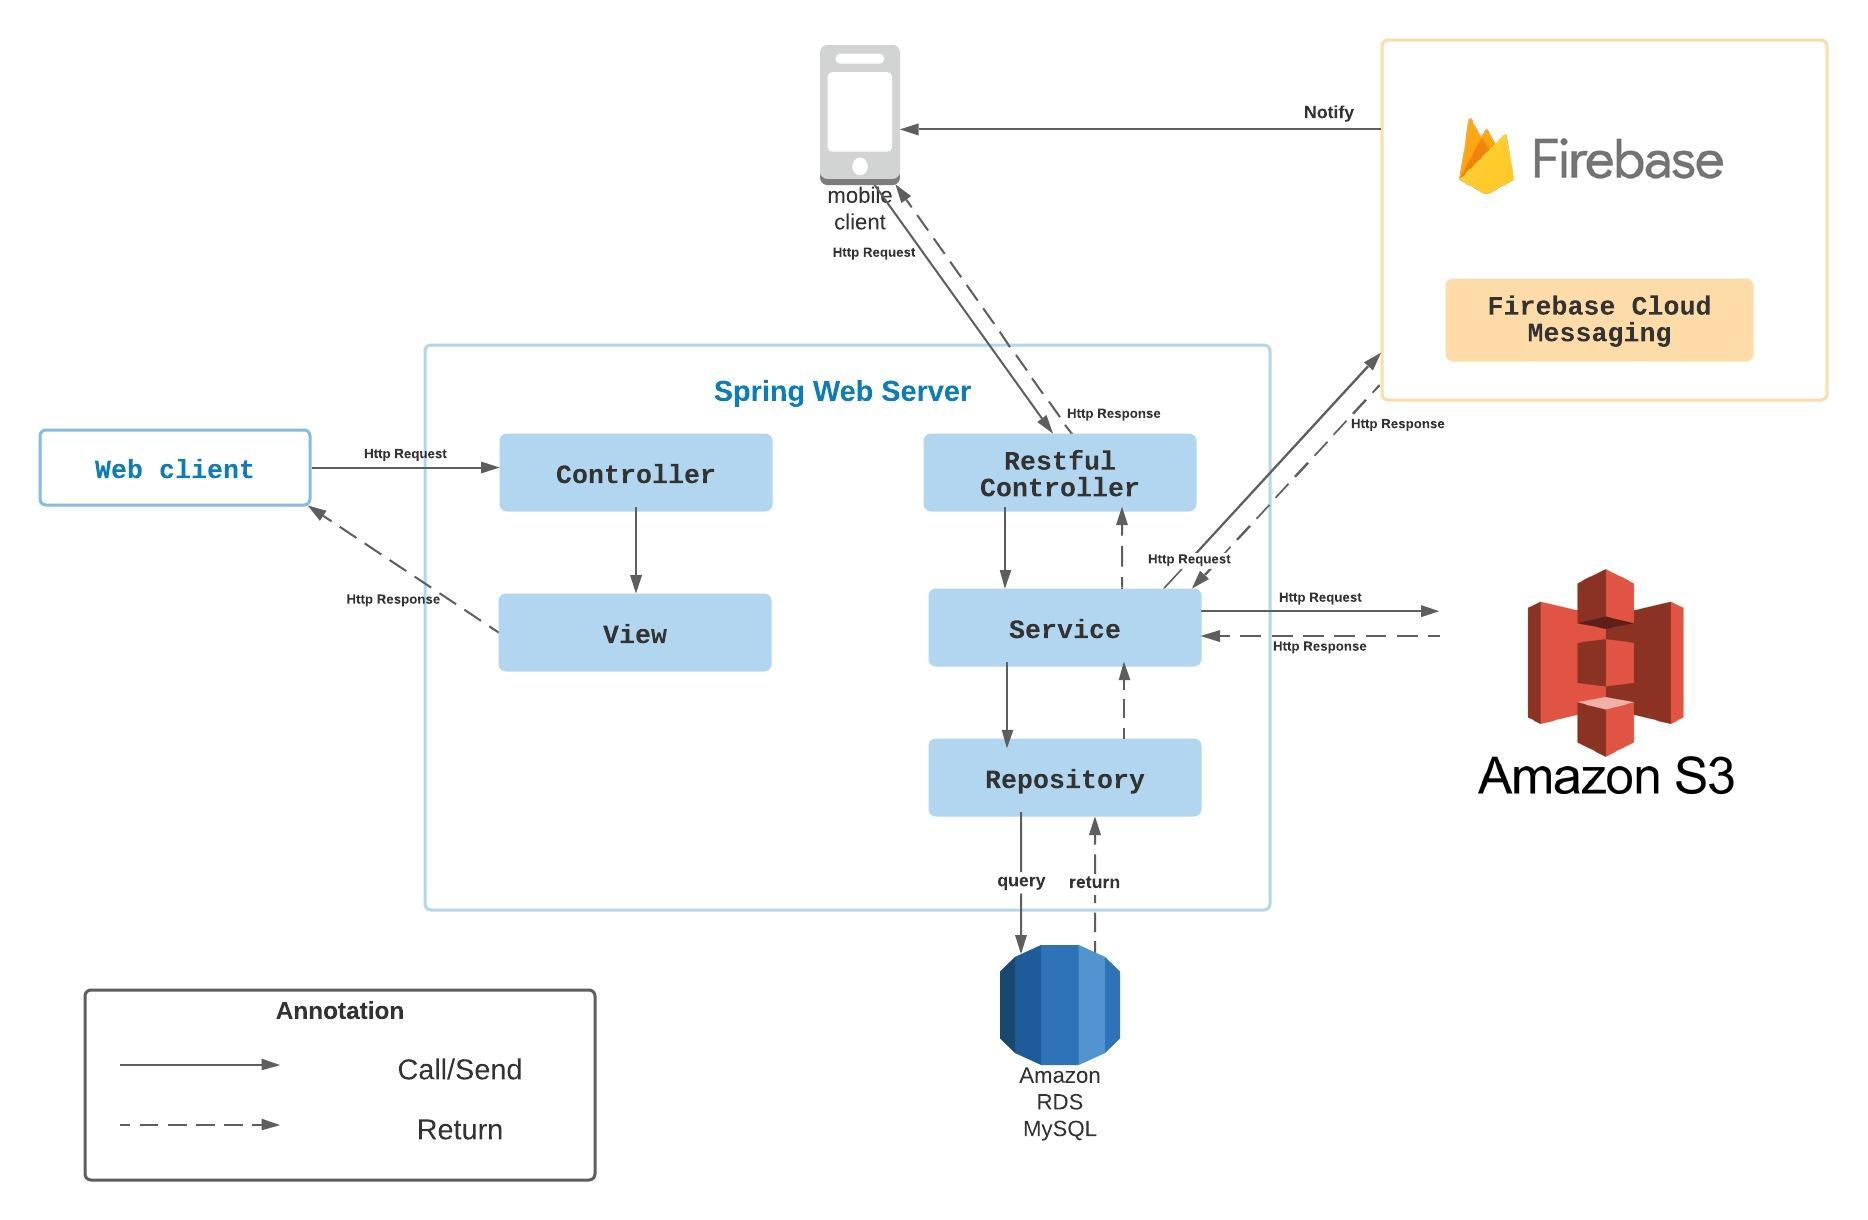 Notify
Firebase
mobile
client
Http Request
Firebase Cloud
Messaging
Spring Web Server
Http Response
Http Response
Web client
Http Request
Controller
Restful
Controller
Http Request
Http Response
View
Service
Http Request
Http Response
Repository
Amazon S3
query
return
Annotation
Call/Send
Return
Amazon
RDS
MySQL